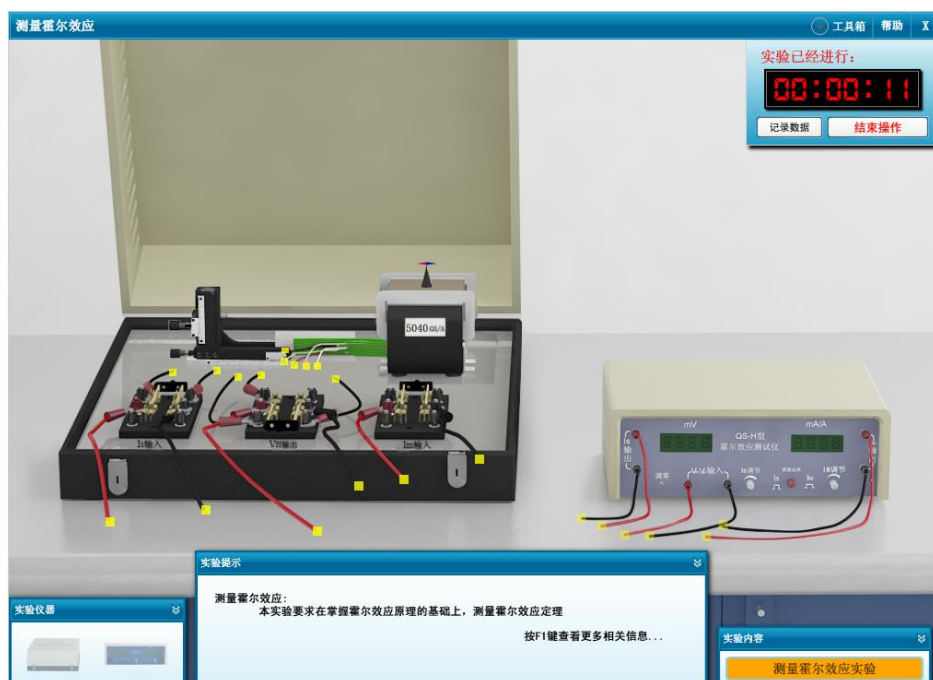 测量霍尔效应
工具箱 帮助 X
实验已经进行:
00:00:11
记录数据 结束操作
5040GS/A
Is输入
VH输出
Im输入
mV
mA/A
QS-H型
霍尔效应测试仪
Is输出
调零
Is调节
Is
Im
IM调节
实验提示
测量霍尔效应:
本实验要求在掌握霍尔效应原理的基础上，测量霍尔效应定理
按F1键查看更多相关信息...
实验仪器
实验内容
测量霍尔效应实验